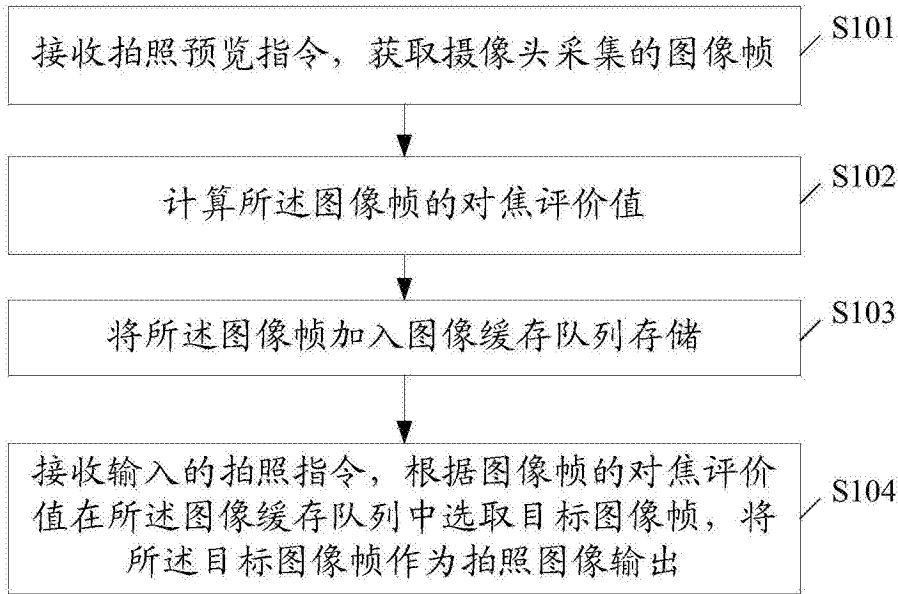 接收拍照预览指令，获取摄像头采集的图像帧
S101
计算所述图像帧的对焦评价值
S102
将所述图像帧加入图像缓存队列存储
S103
接收输入的拍照指令，根据图像帧的对焦评价
值在所述图像缓存队列中选取目标图像帧，将
所述目标图像帧作为拍照图像输出
S104